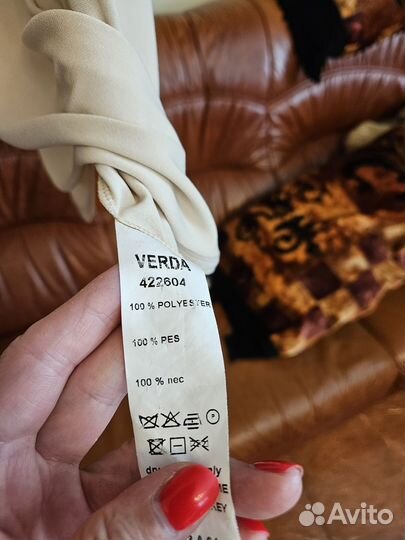 VERDA
422604
100 % POLYESTER
100 % PES
100 % пес
Avito